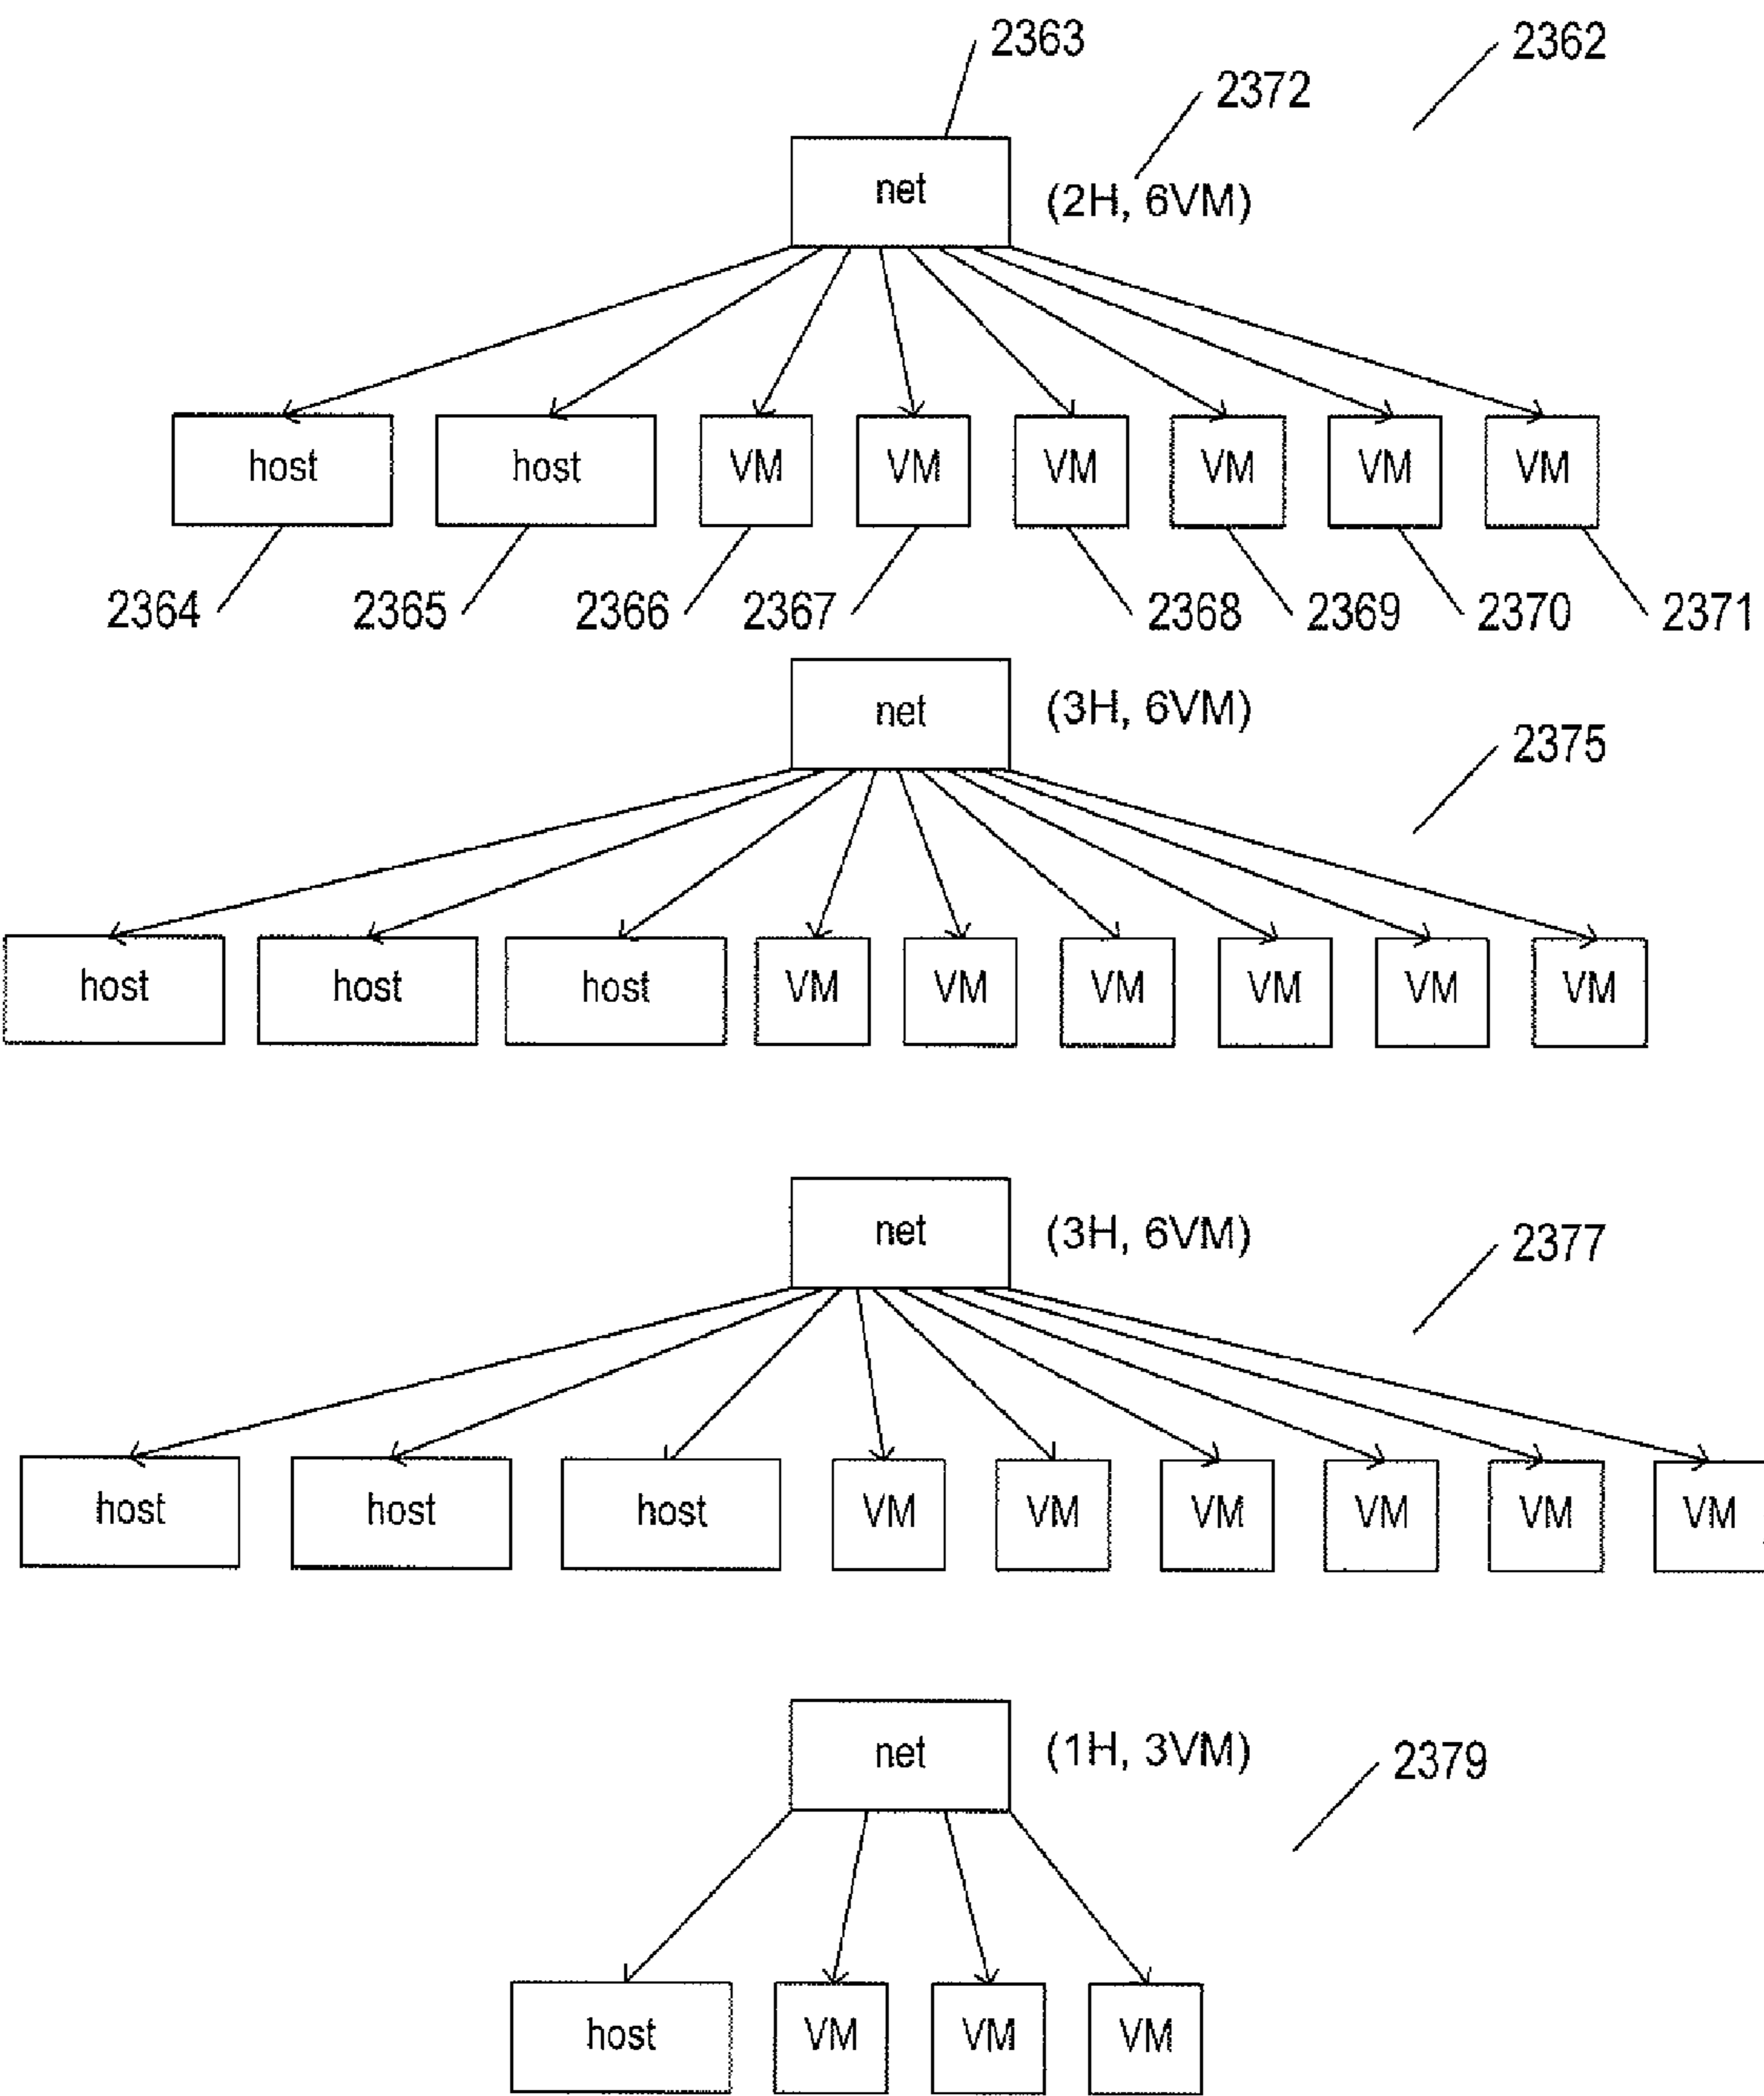 2363
2362
2372
net
(2H, 6VM)
host host VM VM VM VM VM VM
2364 2365 2366 2367 2368 2369 2370 2371
net
(3H, 6VM)
2375
host host host VM VM VM VM VM VM
net
(3H, 6VM)
2377
host host host VM VM VM VM VM VM
net
(1H, 3VM)
2379
host VM VM VM